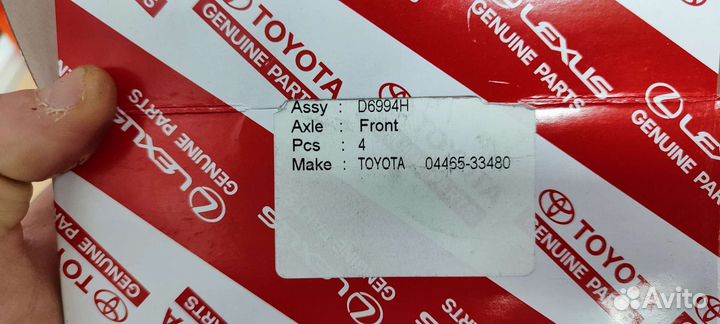 TOYOTA
GENUINE PARTS
LEXUS
GENUINE PARTS
Assy : D6994H
Axle : Front
Pcs : 4
Make : TOYOTA 04465-33480
LEXUS
GENUINE PARTS
TOYOTA
GENUINE PARTS
LEXUS
TOYOTA
GENUINE PARTS
Avito